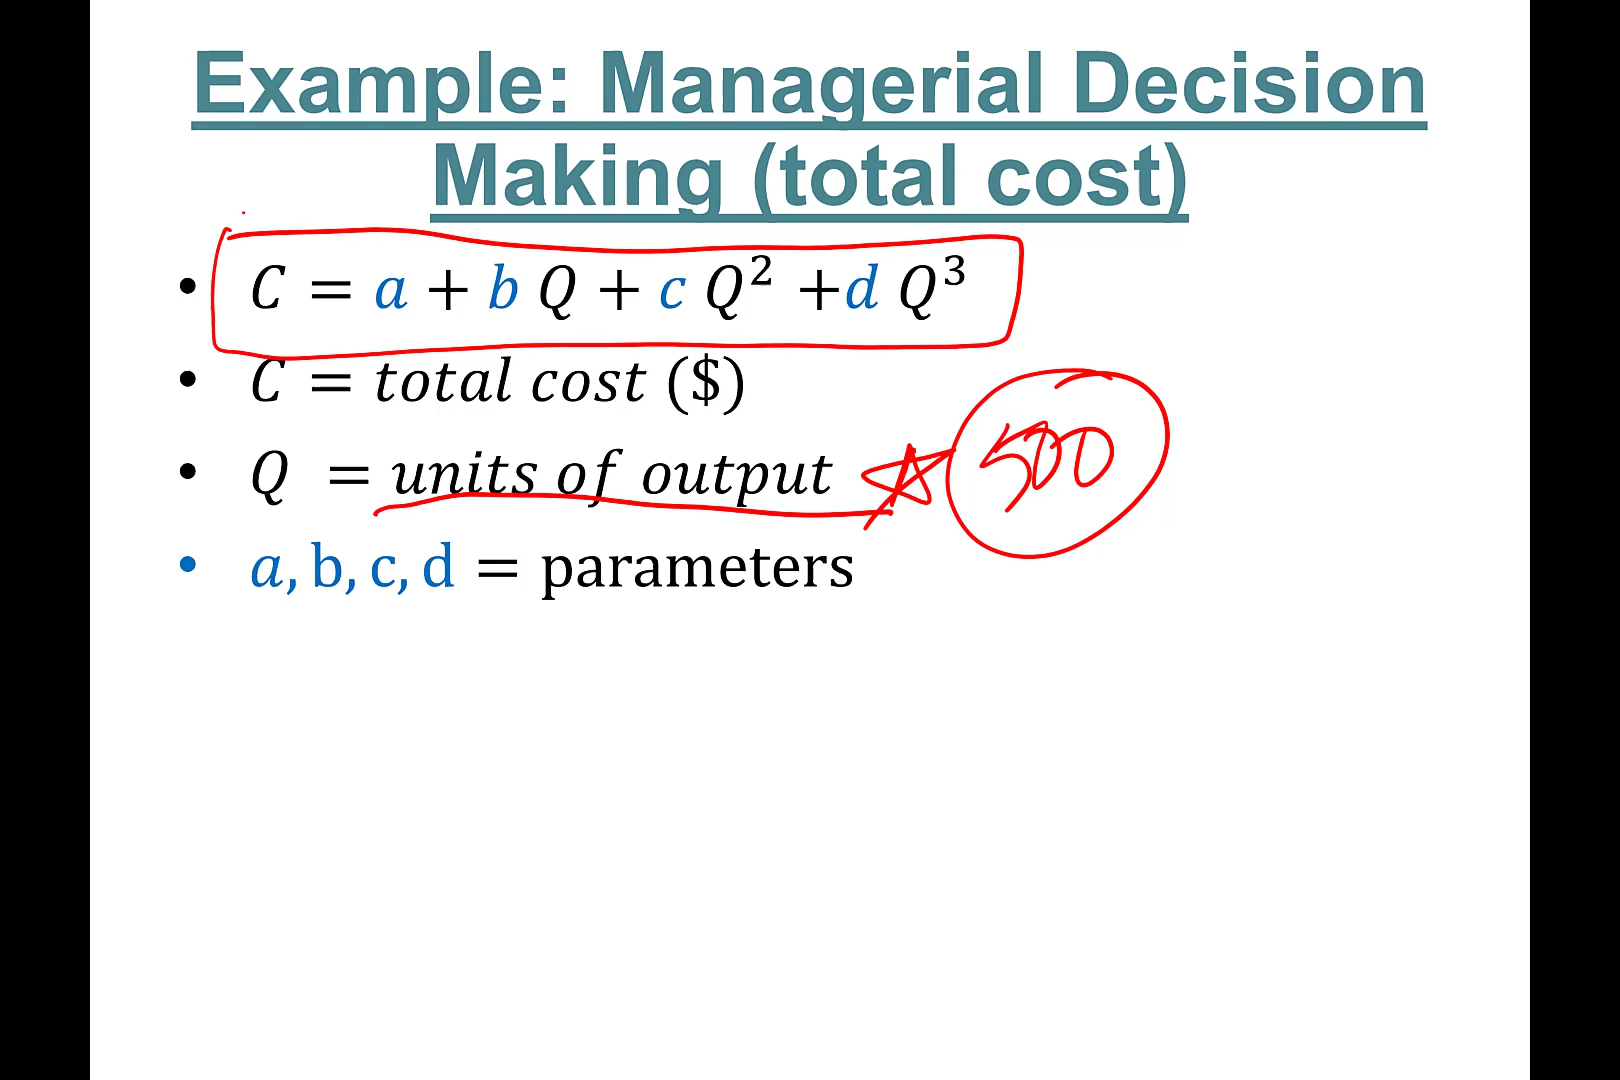 Example: Managerial Decision
Making (total cost)
• C = a + b Q + c Q² +d Q³
• C = total cost ($)
• Q = units of output 500
• a, b, c, d = parameters